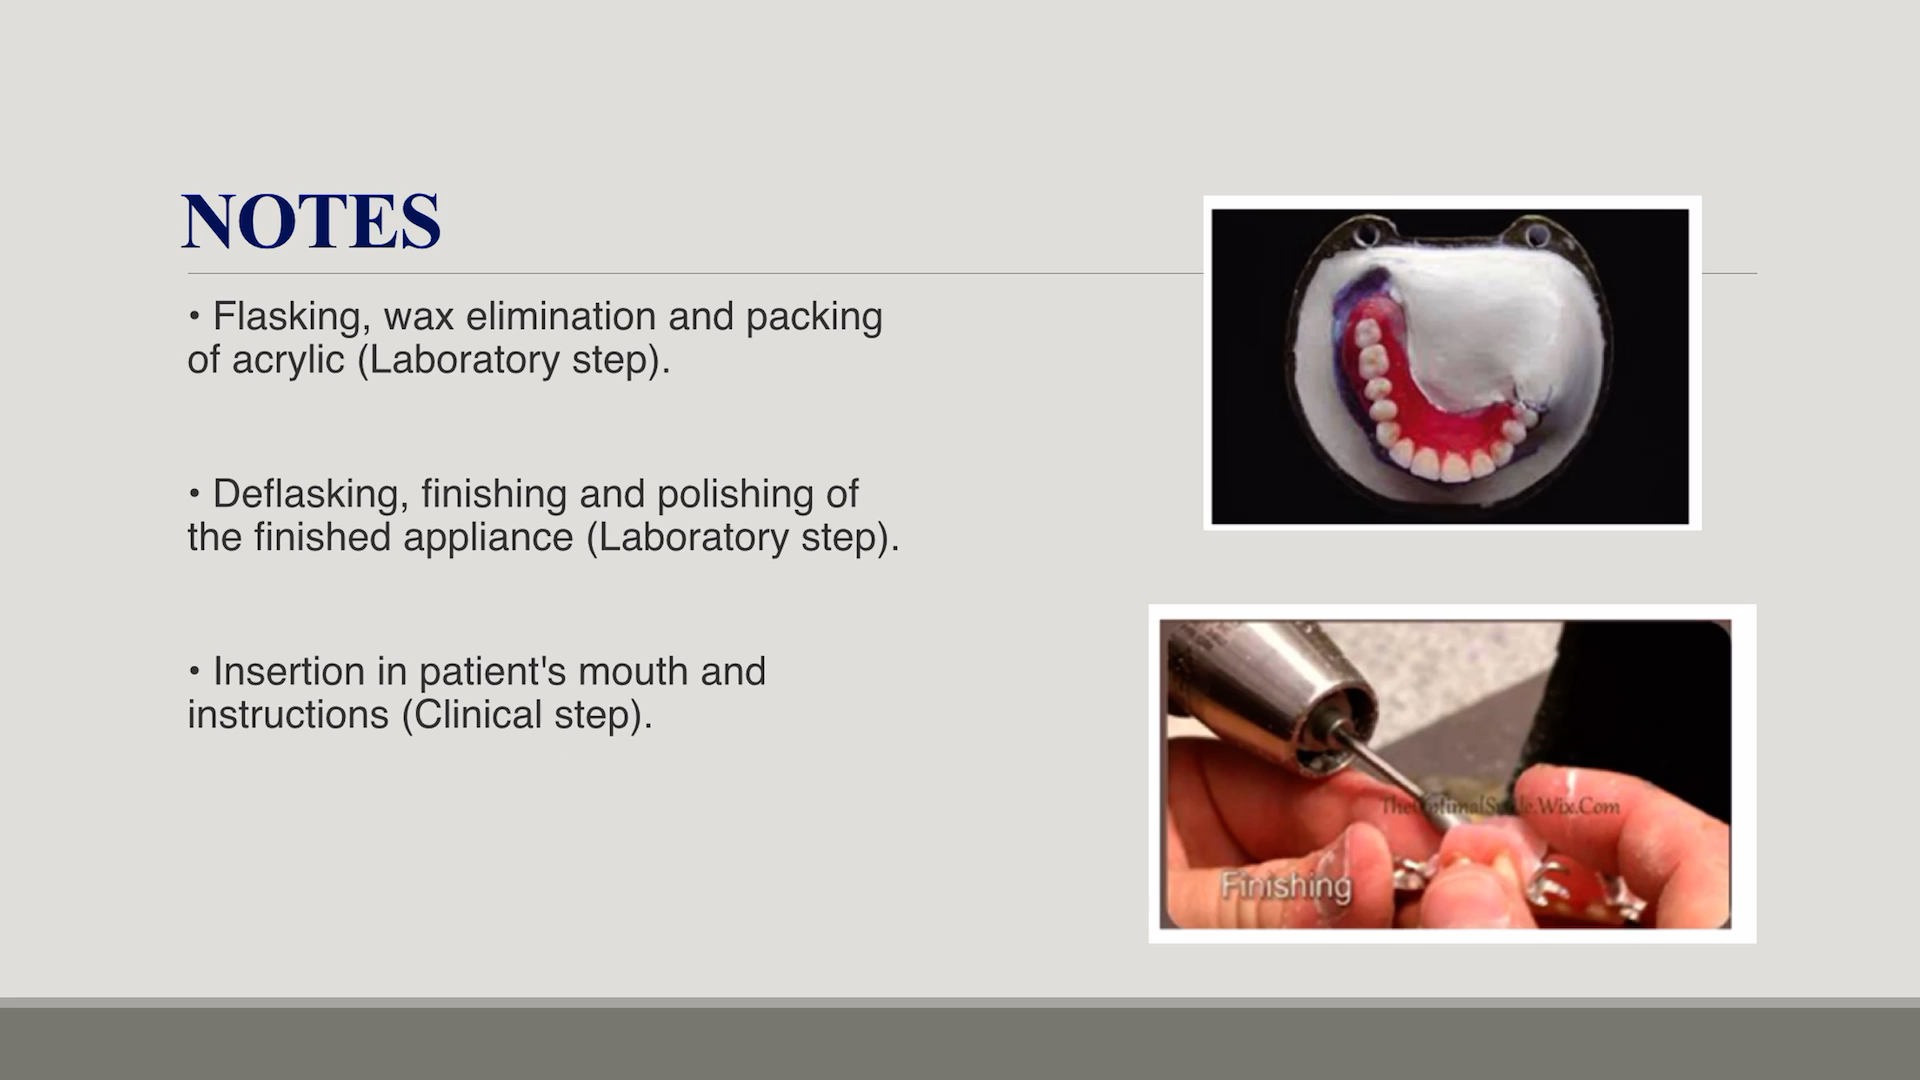 NOTES
• Flasking, wax elimination and packing
of acrylic (Laboratory step).
• Deflasking, finishing and polishing of
the finished appliance (Laboratory step).
• Insertion in patient's mouth and
instructions (Clinical step).
TheOptimalSmile.Wix.Com
Finishing